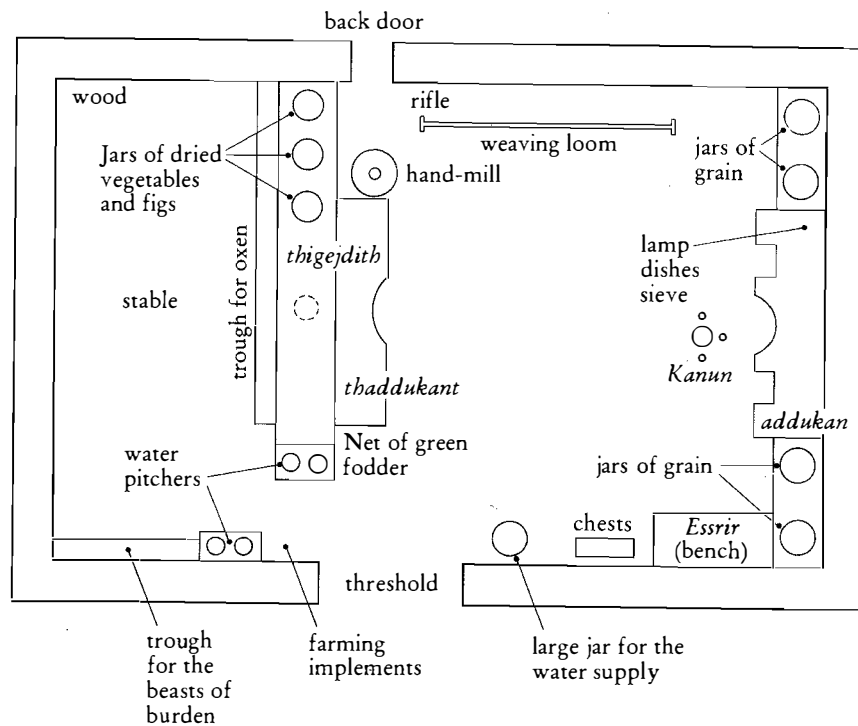 back door
wood
rifle
weaving loom
Jars of dried
vegetables
and figs
hand-mill
jars of
grain
thigejdith
lamp
dishes
sieve
trough for oxen
stable
Kanun
thaddukant
addukan
water
pitchers
Net of green
fodder
jars of grain
chests
Essrir
(bench)
threshold
trough
for the
beasts of
burden
farming
implements
large jar for the
water supply